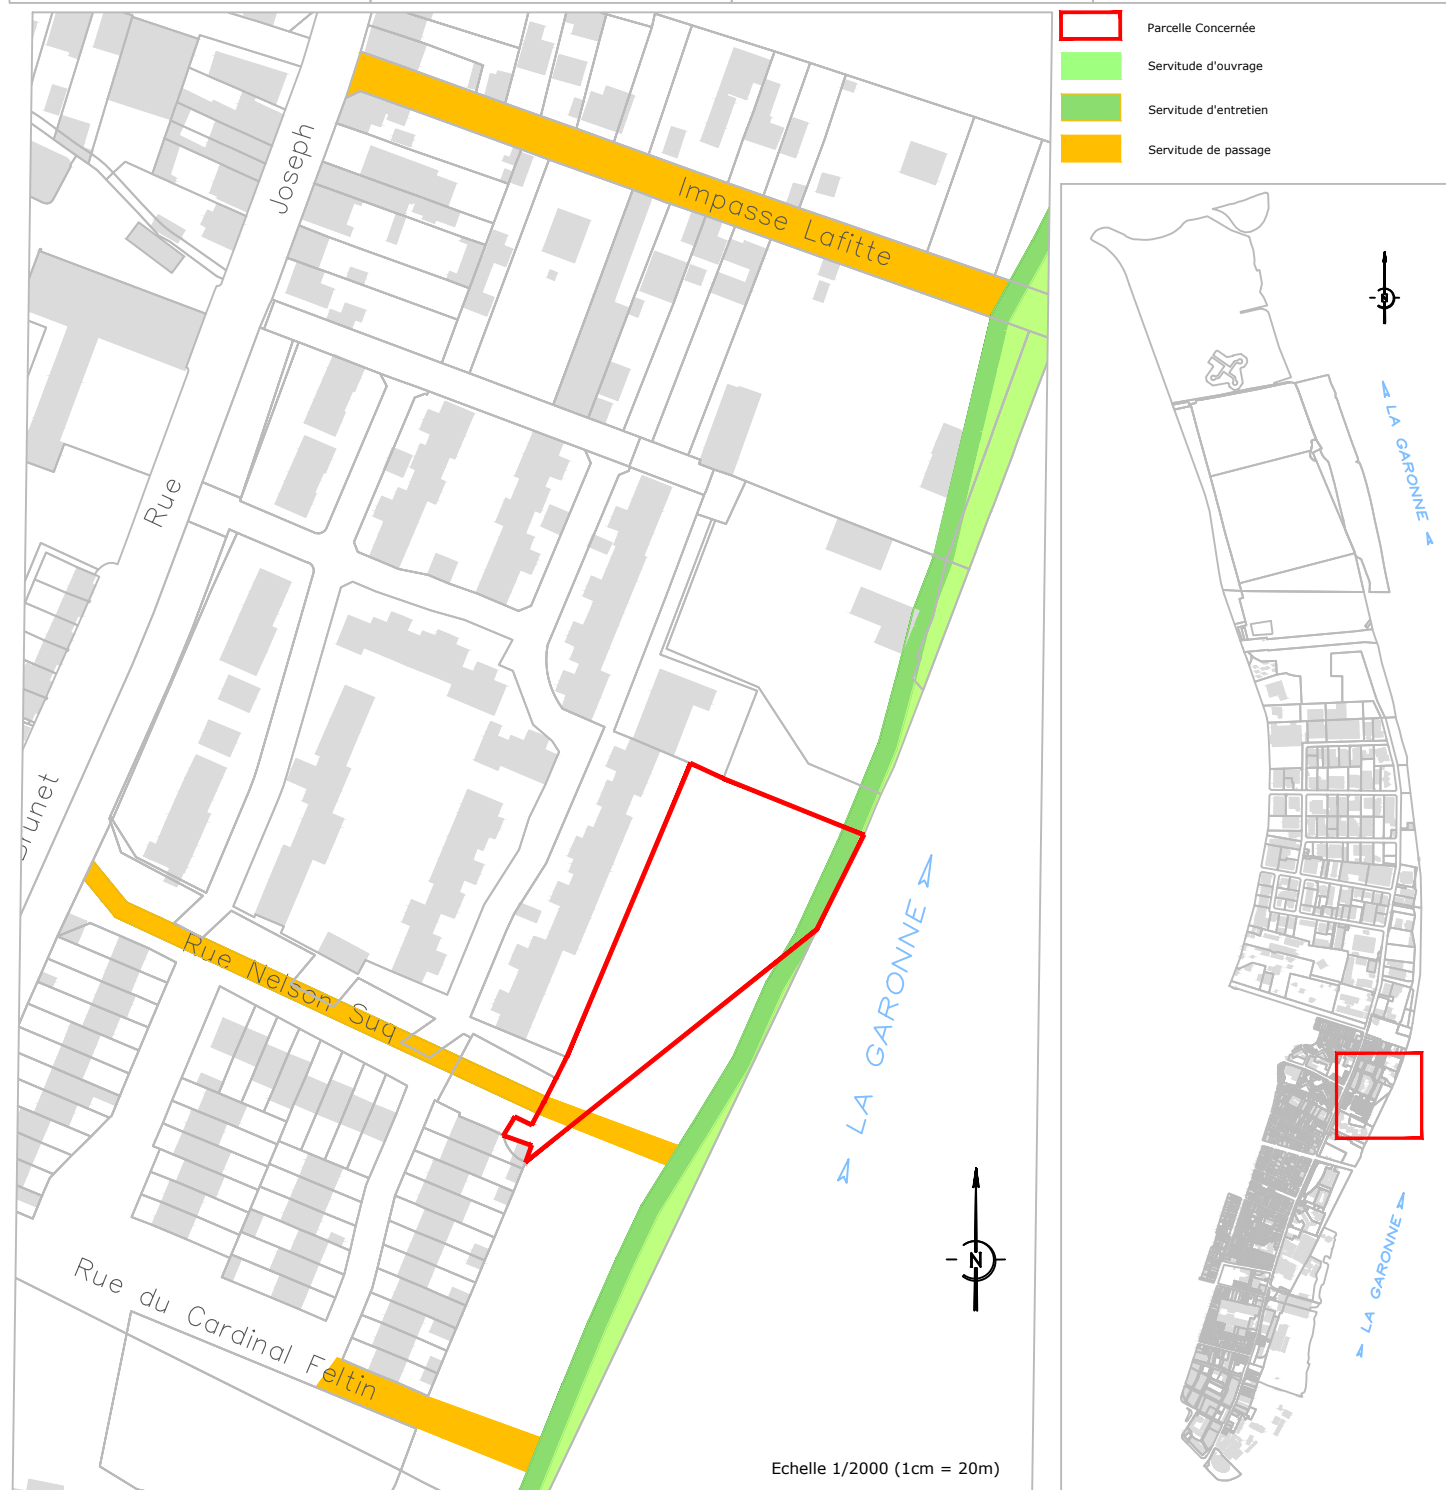 Parcelle Concernée
Servitude d'ouvrage
Servitude d'entretien
Servitude de passage
Joseph
Impasse Lafitte
Rue
LA GARONNE
LA GARONNE
Rue Nelson Suq
N
Rue du Cardinal Feltin
LA GARONNE
Echelle 1/2000 (1cm = 20m)